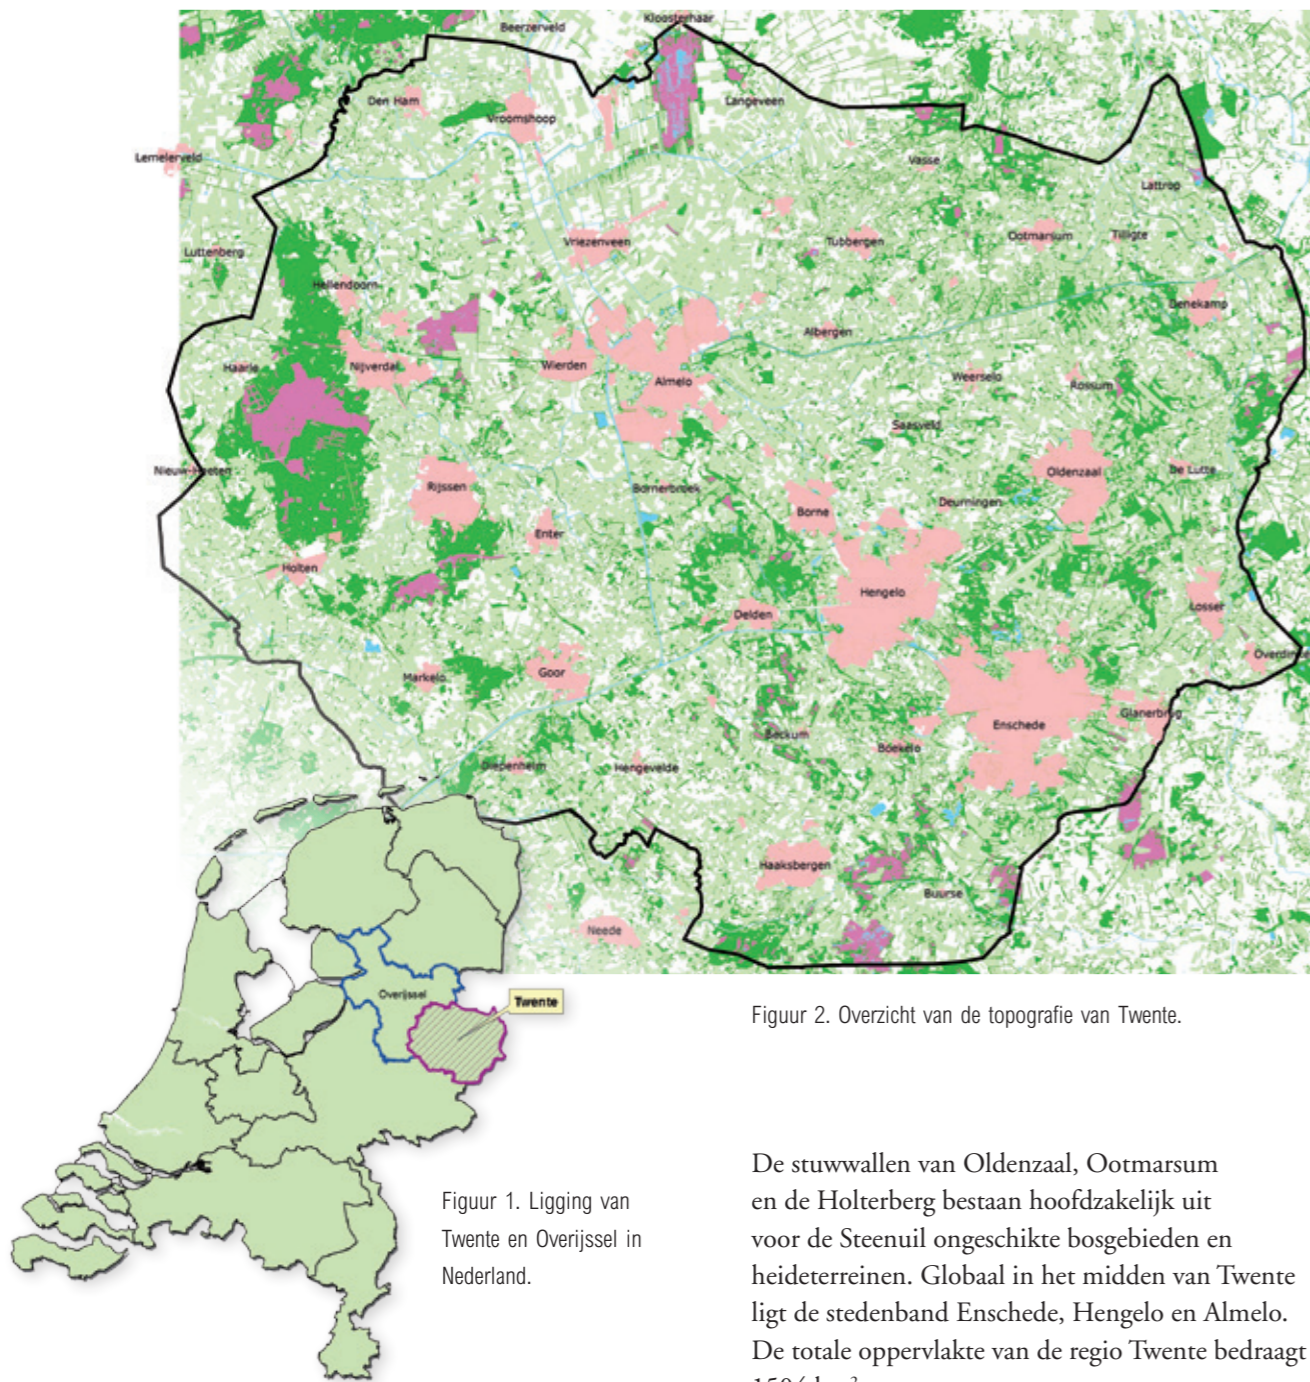 Kloosterhaar
Beerzerveld
Den Ham
Langeveen
Vroomshoop
Lemelerveld
Vasse
Lattrop
Luttenberg
Vriezenveen
Tubbergen
Ootmarsum
Tilligte
Hellendoorn
Denekamp
Albergen
Haarle
Nijverdal
Wierden
Almelo
Weerselo
Rossum
Saasveld
Nieuw-Heeten
Rijssen
Bornerbroek
Oldenzaal
De Lutte
Borne
Deurningen
Enter
Holten
Hengelo
Delden
Losser
Overdinkel
Markelo
Goor
Enschede
Glanerbrug
Beckum
Boekelo
Diepenheim
Hengevelde
Haaksbergen
Buurse
Neede
Overijssel
Twente
Figuur 2. Overzicht van de topografie van Twente.
Figuur 1. Ligging van
Twente en Overijssel in
Nederland.
De stuwwallen van Oldenzaal, Ootmarsum
en de Holterberg bestaan hoofdzakelijk uit
voor de Steenuil ongeschikte bosgebieden en
heideterreinen. Globaal in het midden van Twente
ligt de stedenband Enschede, Hengelo en Almelo.
De totale oppervlakte van de regio Twente bedraagt